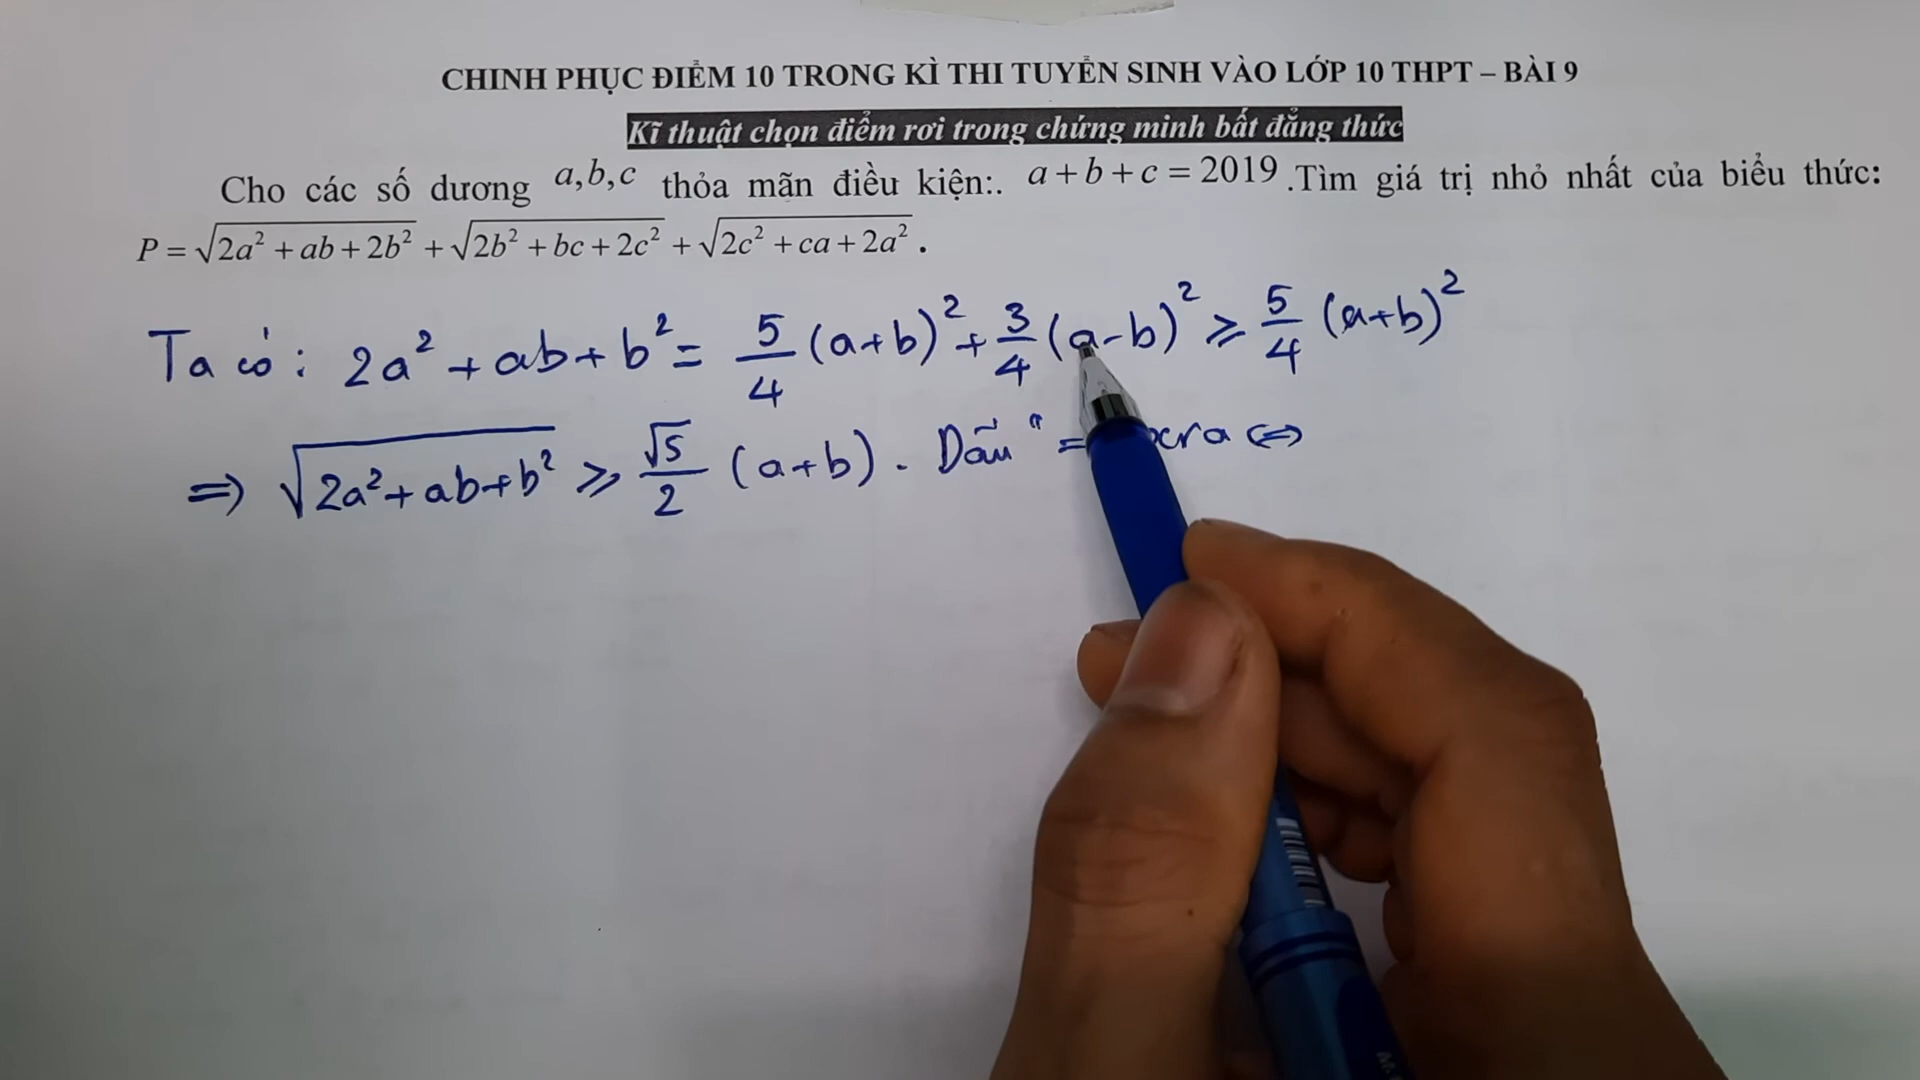 CHINH PHỤC ĐIỂM 10 TRONG KÌ THI TUYỂN SINH VÀO LỚP 10 THPT – BÀI 9
Kĩ thuật chọn điểm rơi trong chứng minh bất đẳng thức
Cho các số dương a,b,c thỏa mãn điều kiện:. a+b+c = 2019 .Tìm giá trị nhỏ nhất của biểu thức:
P = √(2a² + ab + 2b²) + √(2b² + bc + 2c²) + √(2c² + ca + 2a²) .
Ta có: 2a² + ab + b² = 5/4 (a+b)² + 3/4 (a-b)² ≥ 5/4 (a+b)²
⇒ √(2a² + ab + b²) ≥ √5/2 (a+b) . Dấu " = xra ⇔